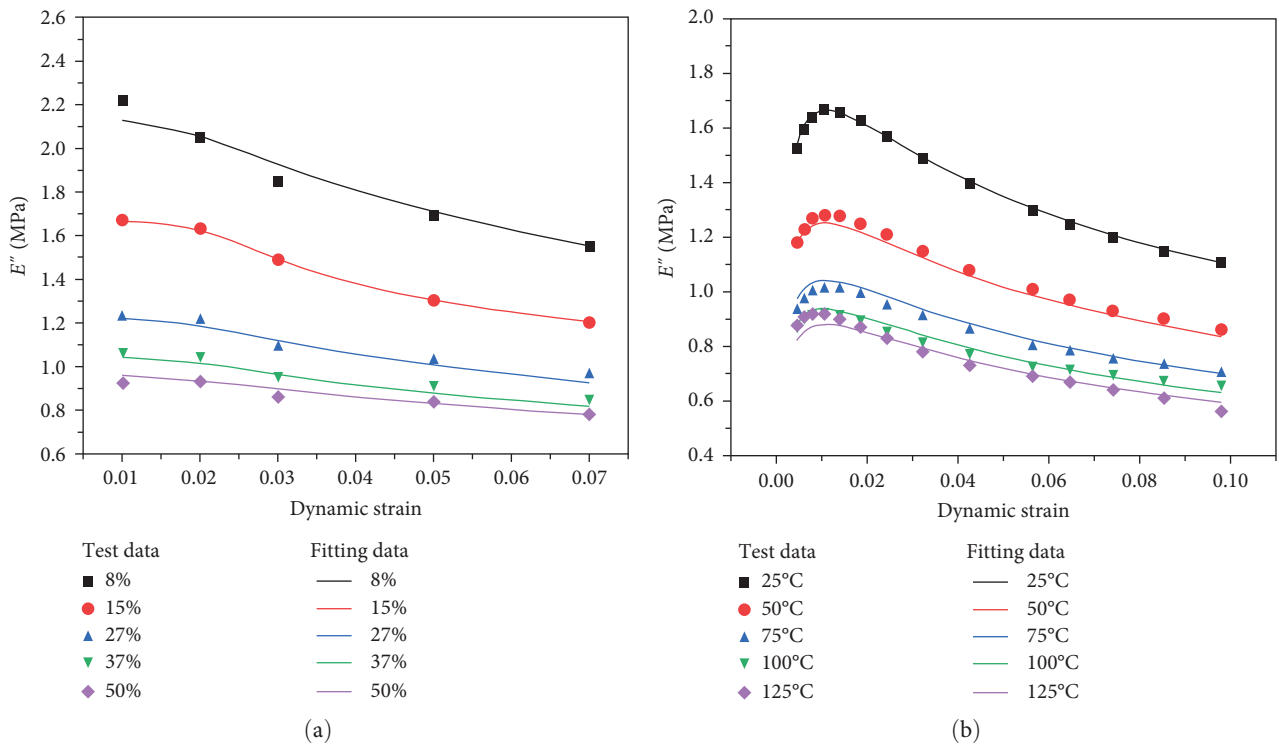 2.6
2.4
2.2
2.0
1.8
1.6
1.4
1.2
1.0
0.8
0.6
E″ (MPa)
0.01 0.02 0.03 0.04 0.05 0.06 0.07
Dynamic strain
Test data Fitting data
8% 8%
15% 15%
27% 27%
37% 37%
50% 50%
(a)
2.0
1.8
1.6
1.4
1.2
1.0
0.8
0.6
0.4
E″ (MPa)
0.00 0.02 0.04 0.06 0.08 0.10
Dynamic strain
Test data Fitting data
25°C 25°C
50°C 50°C
75°C 75°C
100°C 100°C
125°C 125°C
(b)